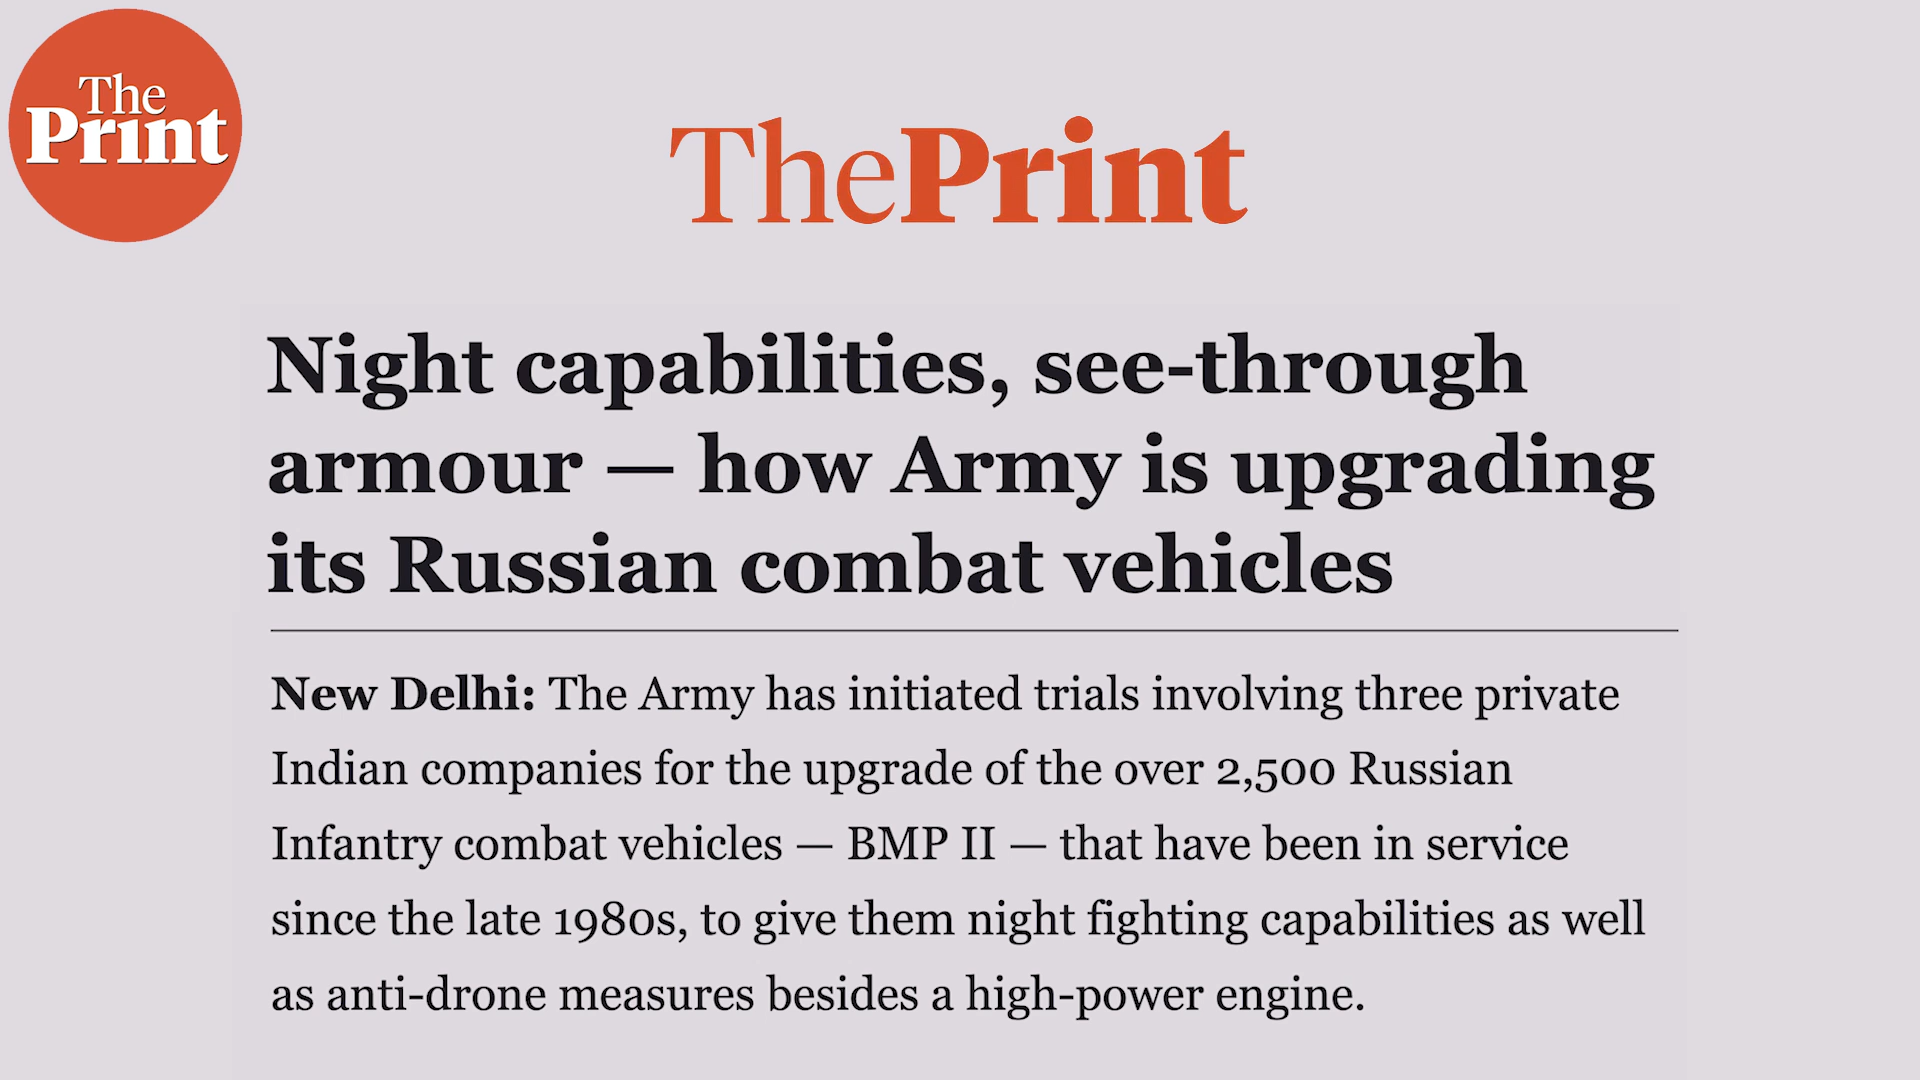 The
Print
ThePrint
Night capabilities, see-through
armour — how Army is upgrading
its Russian combat vehicles
New Delhi: The Army has initiated trials involving three private
Indian companies for the upgrade of the over 2,500 Russian
Infantry combat vehicles — BMP II — that have been in service
since the late 1980s, to give them night fighting capabilities as well
as anti-drone measures besides a high-power engine.